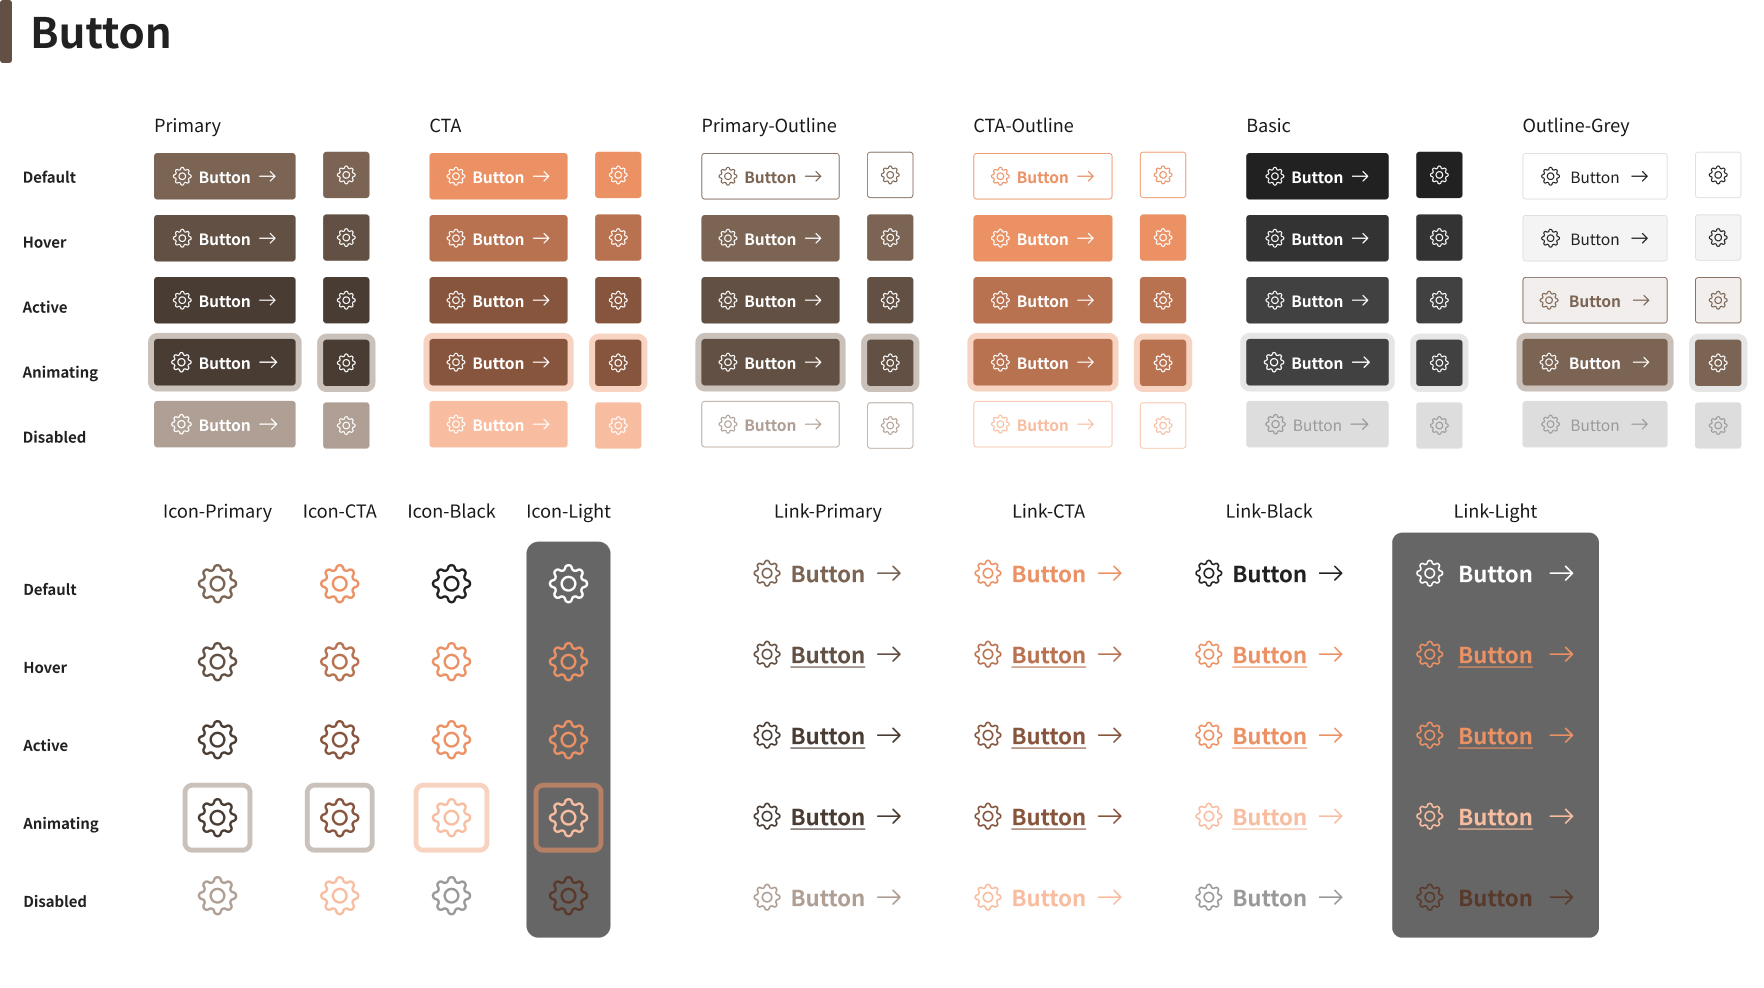 Button
Primary CTA Primary-Outline CTA-Outline Basic Outline-Grey
Default Button Button Button Button Button Button
Hover Button Button Button Button Button Button
Active Button Button Button Button Button Button
Animating Button Button Button Button Button Button
Disabled Button Button Button Button Button Button
Icon-Primary Icon-CTA Icon-Black Icon-Light Link-Primary Link-CTA Link-Black Link-Light
Default Button Button Button Button
Hover Button Button Button Button
Active Button Button Button Button
Animating Button Button Button Button
Disabled Button Button Button Button